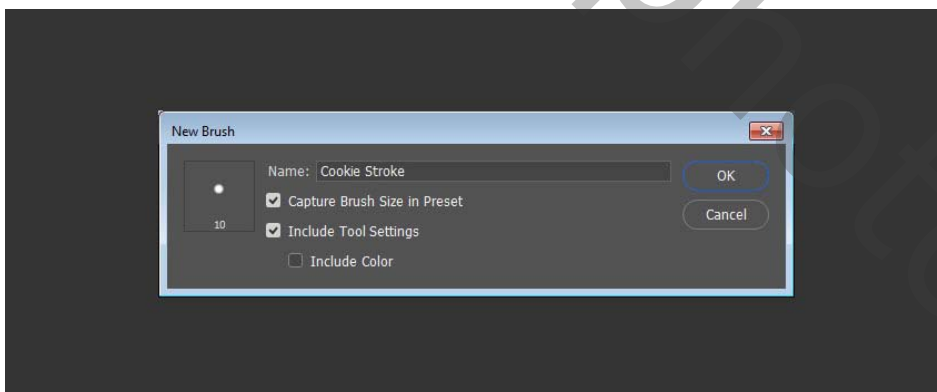 New Brush
Name: Cookie Stroke
OK
Capture Brush Size in Preset
Cancel
10
Include Tool Settings
Include Color